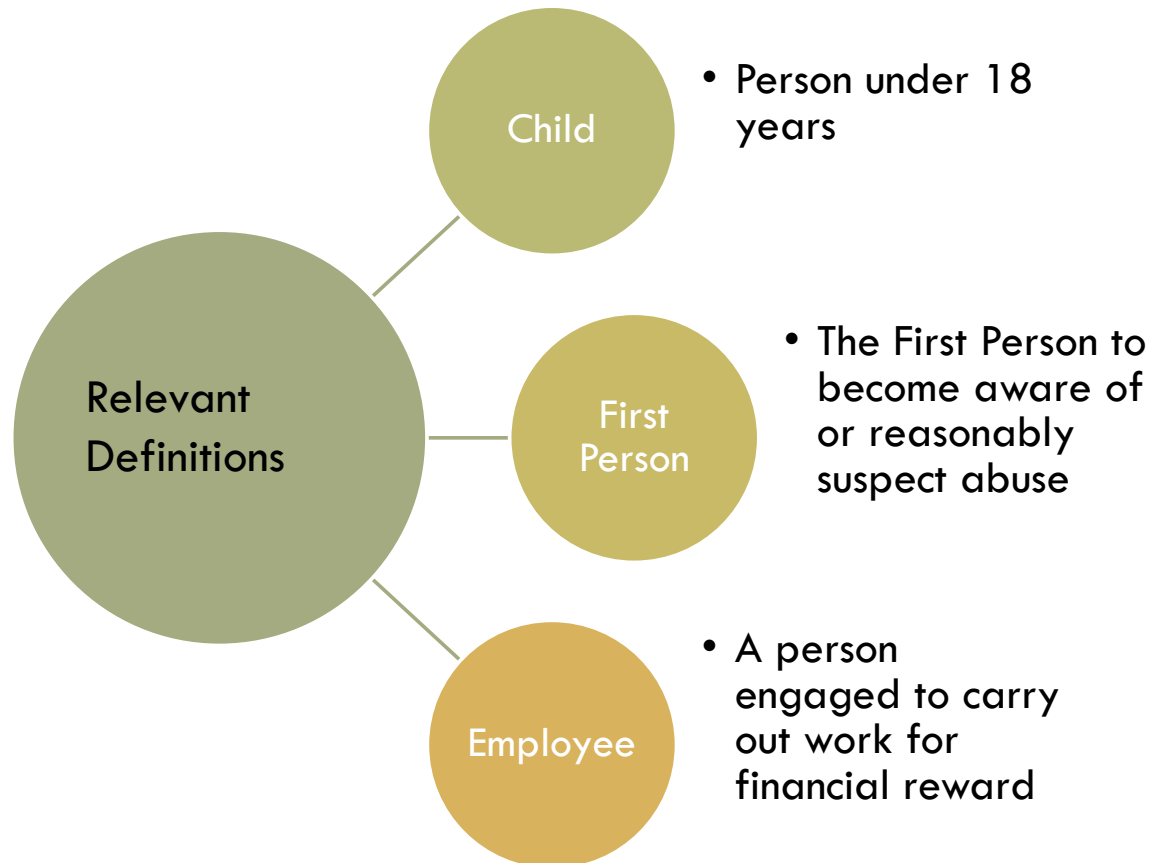 Relevant
Definitions
Child
• Person under 18
years
First
Person
• The First Person to
become aware of
or reasonably
suspect abuse
Employee
• A person
engaged to carry
out work for
financial reward